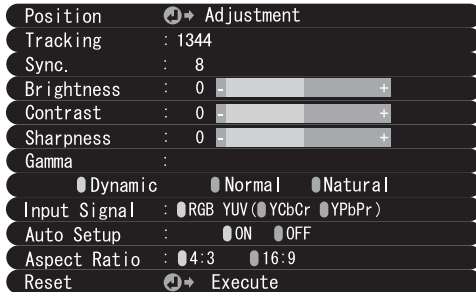 Position Adjustment
Tracking : 1344
Sync. : 8
Brightness : 0 - +
Contrast : 0 - +
Sharpness : 0 - +
Gamma :
Dynamic Normal Natural
Input Signal : RGB YUV(YCbCr YPbPr)
Auto Setup : ON OFF
Aspect Ratio : 4:3 16:9
Reset Execute